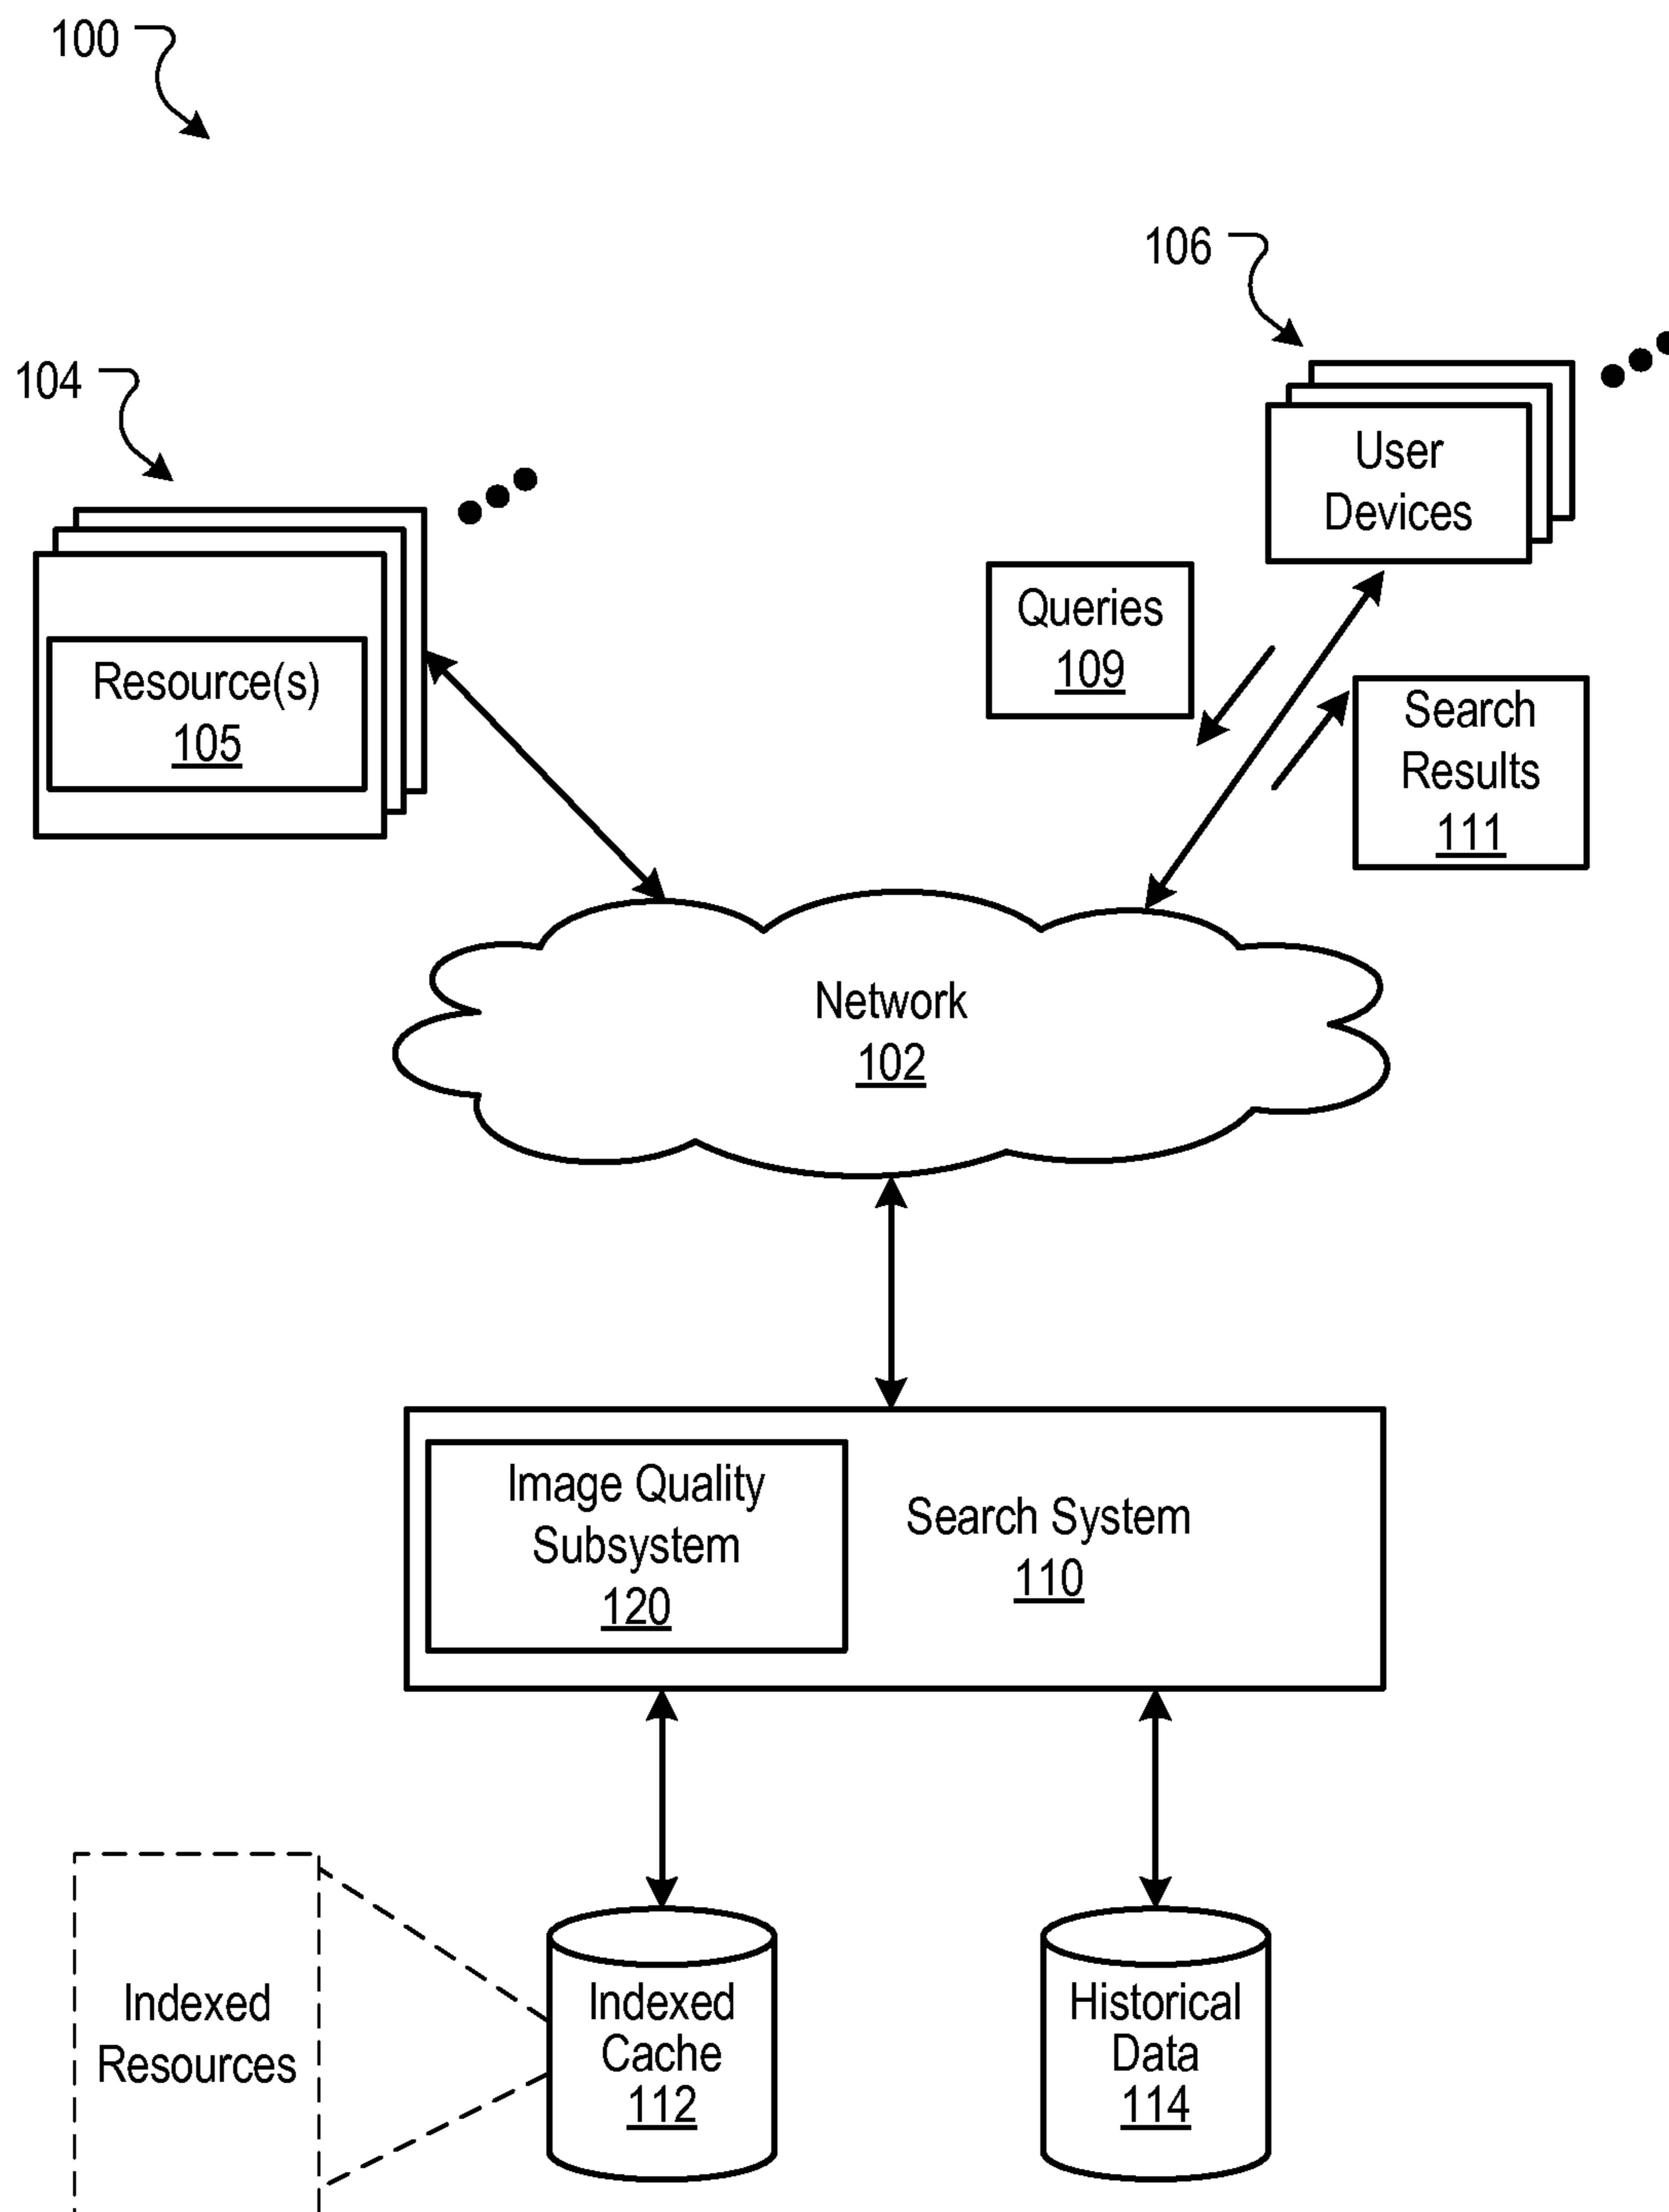 100
106
104
User
Devices
Queries
109
Resource(s)
105
Search
Results
111
Network
102
Image Quality
Subsystem
120
Search System
110
Indexed
Resources
Indexed
Cache
112
Historical
Data
114